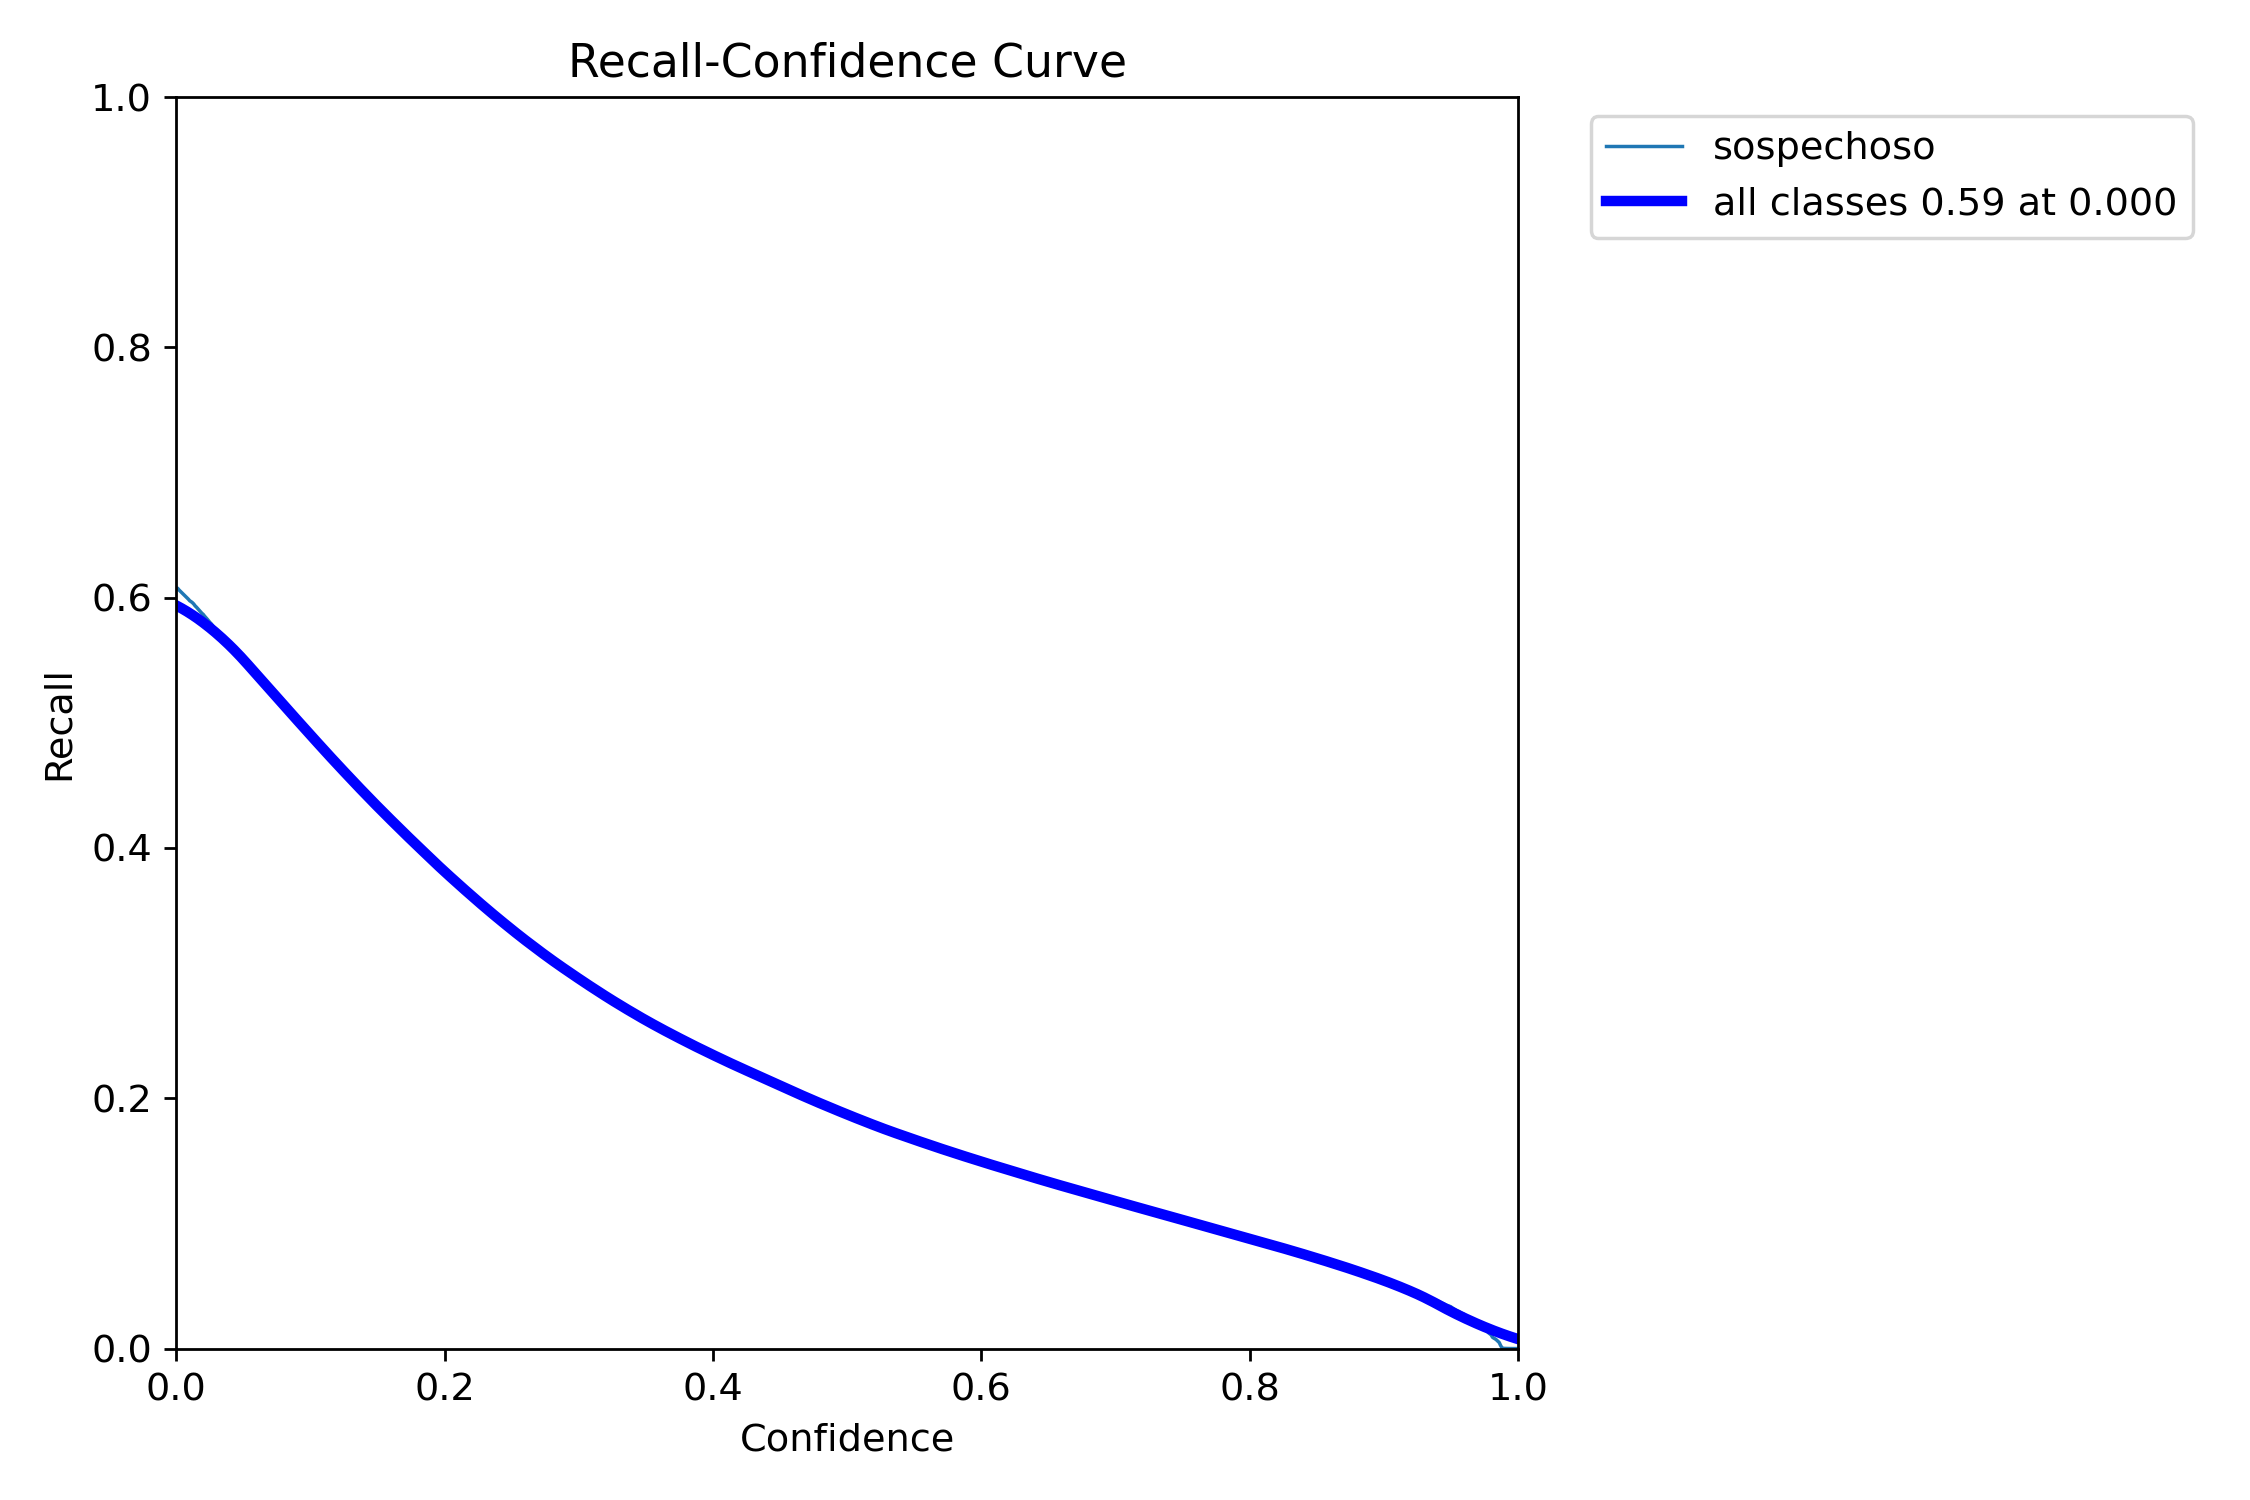 Recall-Confidence Curve
1.0
0.8
0.6
0.4
0.2
0.0
Recall
0.0 0.2 0.4 0.6 0.8 1.0
Confidence
sospechoso
all classes 0.59 at 0.000